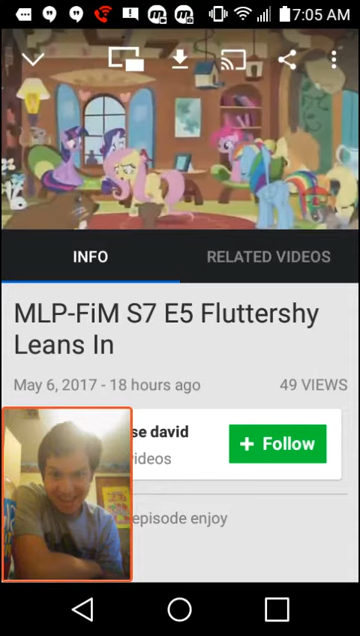 7:05 AM
INFO
RELATED VIDEOS
MLP-FiM S7 E5 Fluttershy
Leans In
May 6, 2017 - 18 hours ago
49 VIEWS
se david
videos
+ Follow
episode enjoy